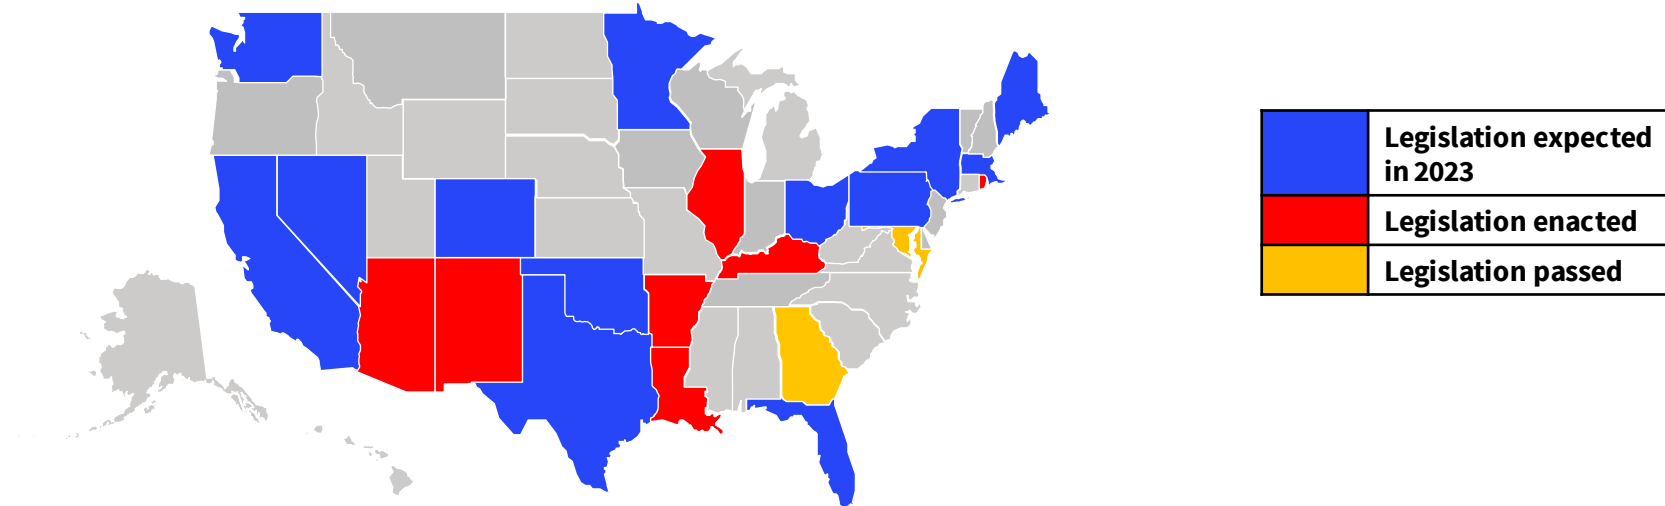 Legislation expected
in 2023
Legislation enacted
Legislation passed